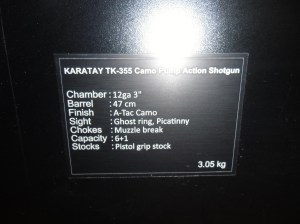 KARATAY TK-355 Camo Pump Action Shotgun
Chamber : 12ga 3"
Barrel : 47 cm
Finish : A-Tac Camo
Sight : Ghost ring, Picatinny
Chokes : Muzzle break
Capacity : 6+1
Stocks : Pistol grip stock
3.05 kg